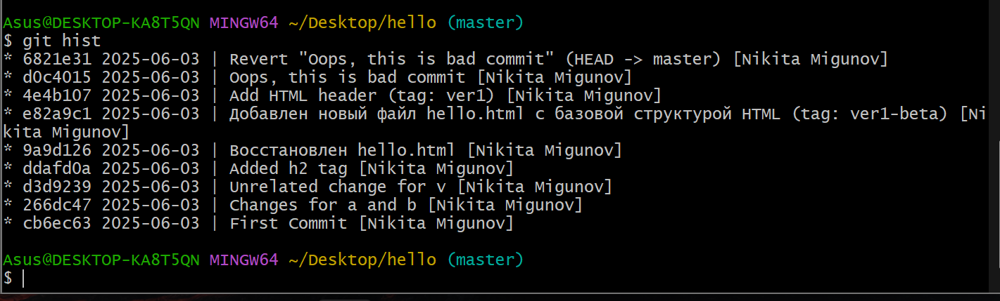 Asus@DESKTOP-KA8T5QN MINGW64 ~/Desktop/hello (master)
$ git hist
* 6821e31 2025-06-03 | Revert "Oops, this is bad commit" (HEAD -> master) [Nikita Migunov]
* d0c4015 2025-06-03 | Oops, this is bad commit [Nikita Migunov]
* 4e4b107 2025-06-03 | Add HTML header (tag: ver1) [Nikita Migunov]
* e82a9c1 2025-06-03 | Добавлен новый файл hello.html с базовой структурой HTML (tag: ver1-beta) [Ni
kita Migunov]
* 9a9d126 2025-06-03 | Восстановлен hello.html [Nikita Migunov]
* ddafd0a 2025-06-03 | Added h2 tag [Nikita Migunov]
* d3d9239 2025-06-03 | Unrelated change for v [Nikita Migunov]
* 266dc47 2025-06-03 | Changes for a and b [Nikita Migunov]
* cb6ec63 2025-06-03 | First Commit [Nikita Migunov]
Asus@DESKTOP-KA8T5QN MINGW64 ~/Desktop/hello (master)
$